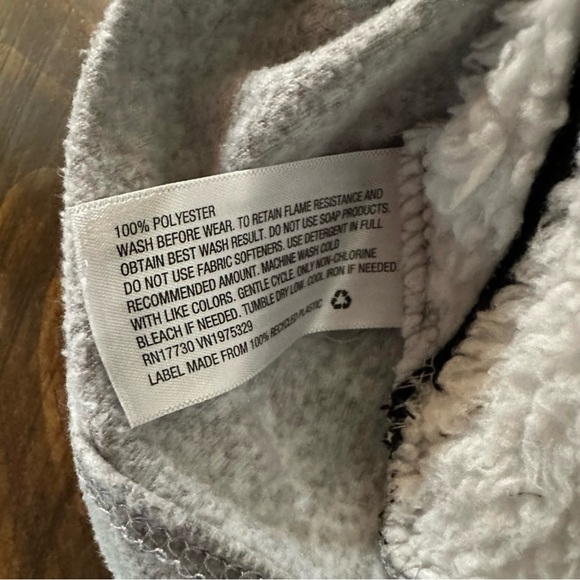 100% POLYESTER
WASH BEFORE WEAR. TO RETAIN FLAME RESISTANCE AND
OBTAIN BEST WASH RESULT. DO NOT USE SOAP PRODUCTS.
DO NOT USE FABRIC SOFTENERS. USE DETERGENT IN FULL
RECOMMENDED AMOUNT. MACHINE WASH COLD
WITH LIKE COLORS. GENTLE CYCLE. ONLY NON-CHLORINE
BLEACH IF NEEDED. TUMBLE DRY LOW. COOL IRON IF NEEDED.
RN17730 VN1975329
LABEL MADE FROM 100% RECYCLED PLASTIC